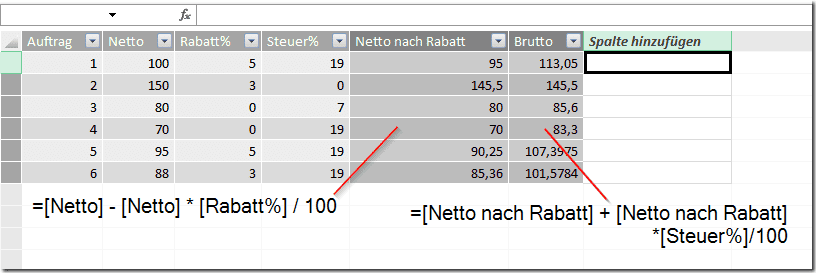 fx
Auftrag Netto Rabatt% Steuer% Netto nach Rabatt Brutto Spalte hinzufügen
1 100 5 19 95 113,05
2 150 3 0 145,5 145,5
3 80 0 7 80 85,6
4 70 0 19 70 83,3
5 95 5 19 90,25 107,3975
6 88 3 19 85,36 101,5784
=[Netto] - [Netto] * [Rabatt%] / 100
=[Netto nach Rabatt] + [Netto nach Rabatt]
*[Steuer%]/100